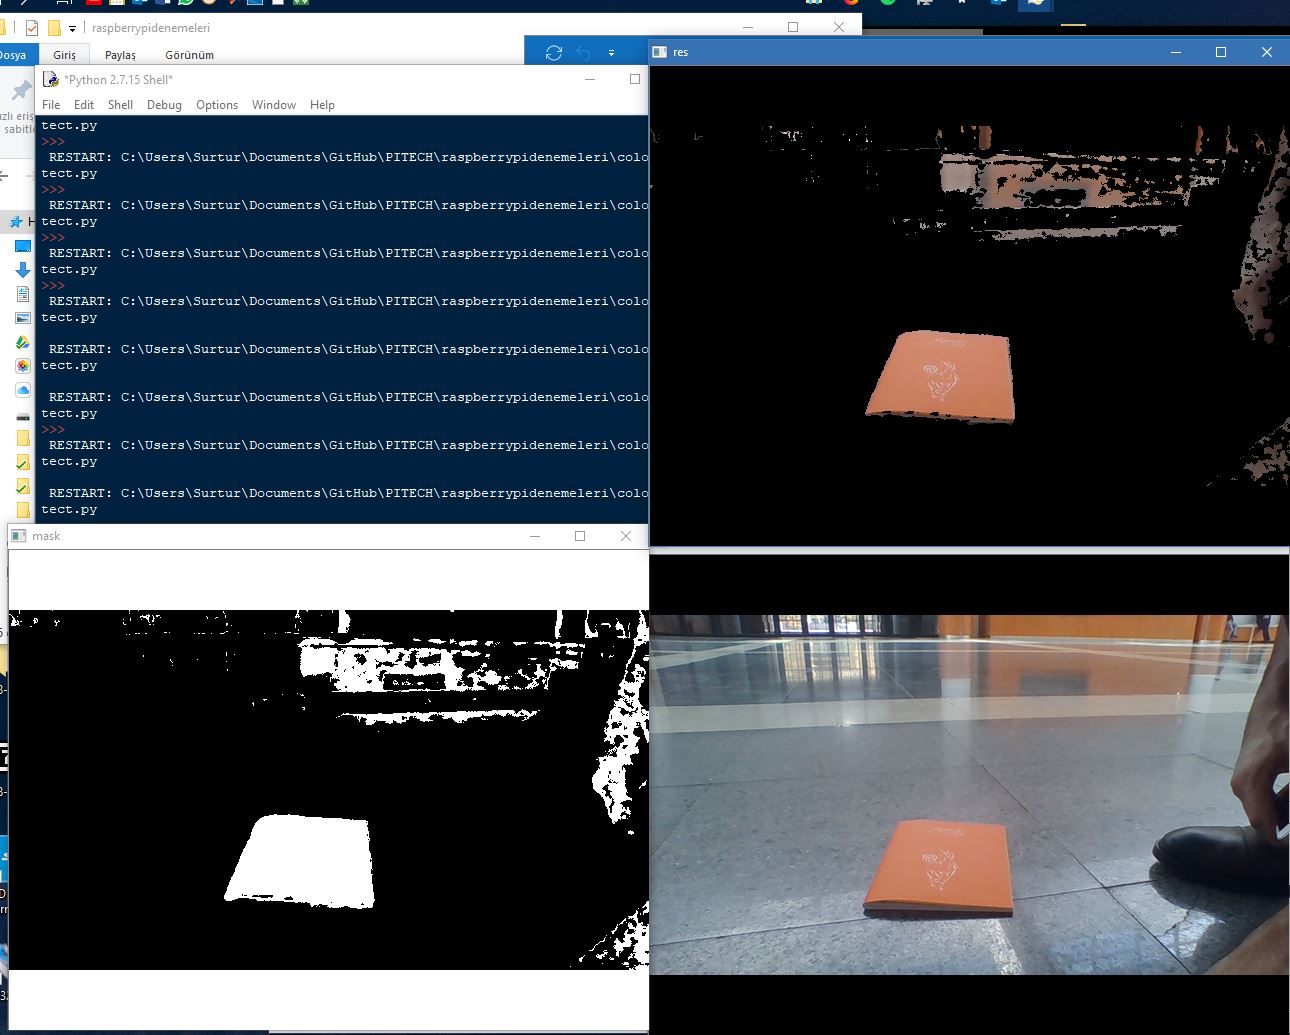 raspberrypidenemeleri
Dosya
Giriş
Paylaş
Görünüm
*Python 2.7.15 Shell*
File Edit Shell Debug Options Window Help
tect.py
>>>
RESTART: C:\Users\Surtur\Documents\GitHub\PITECH\raspberrypidenemeleri\colo
tect.py
>>>
RESTART: C:\Users\Surtur\Documents\GitHub\PITECH\raspberrypidenemeleri\colo
tect.py
>>>
RESTART: C:\Users\Surtur\Documents\GitHub\PITECH\raspberrypidenemeleri\colo
tect.py
>>>
RESTART: C:\Users\Surtur\Documents\GitHub\PITECH\raspberrypidenemeleri\colo
tect.py
RESTART: C:\Users\Surtur\Documents\GitHub\PITECH\raspberrypidenemeleri\colo
tect.py
RESTART: C:\Users\Surtur\Documents\GitHub\PITECH\raspberrypidenemeleri\colo
tect.py
>>>
RESTART: C:\Users\Surtur\Documents\GitHub\PITECH\raspberrypidenemeleri\colo
tect.py
RESTART: C:\Users\Surtur\Documents\GitHub\PITECH\raspberrypidenemeleri\colo
tect.py
res
mask